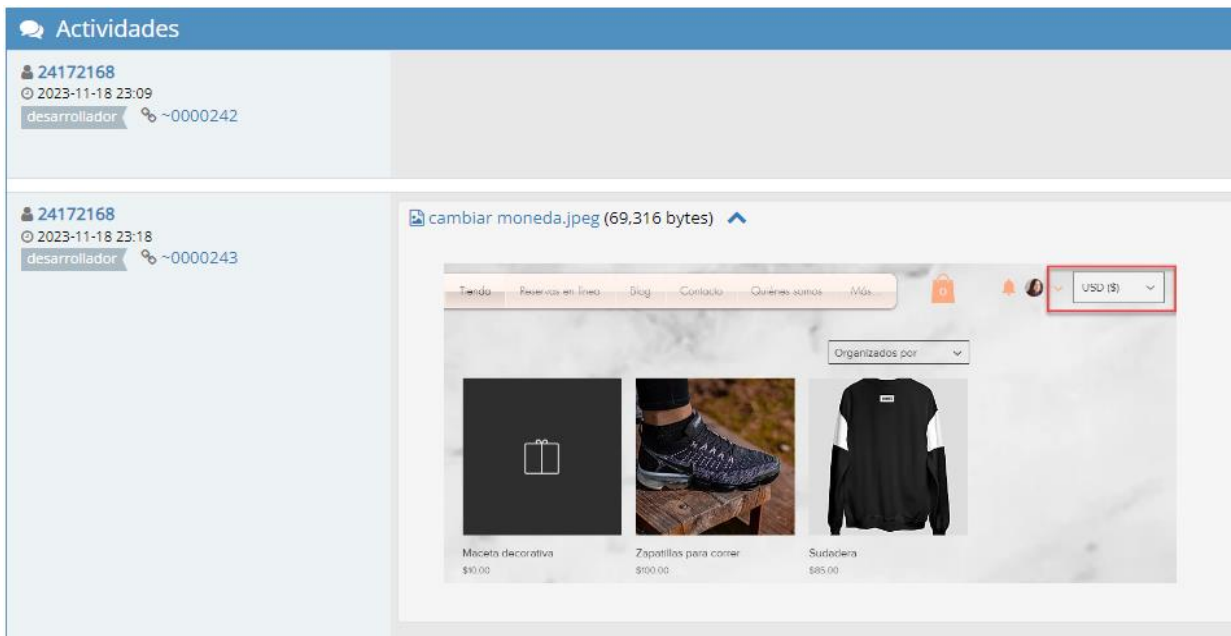 Actividades
24172168
2023-11-18 23:09
desarrollador ~0000242
24172168
2023-11-18 23:18
desarrollador ~0000243
cambiar moneda.jpeg (69,316 bytes)
Tienda Reservas en línea Blog Contacto Quiénes somos Más...
0
USD ($)
Organizados por
Maceta decorativa Zapatillas para correr Sudadera
$10.00 $100.00 $85.00